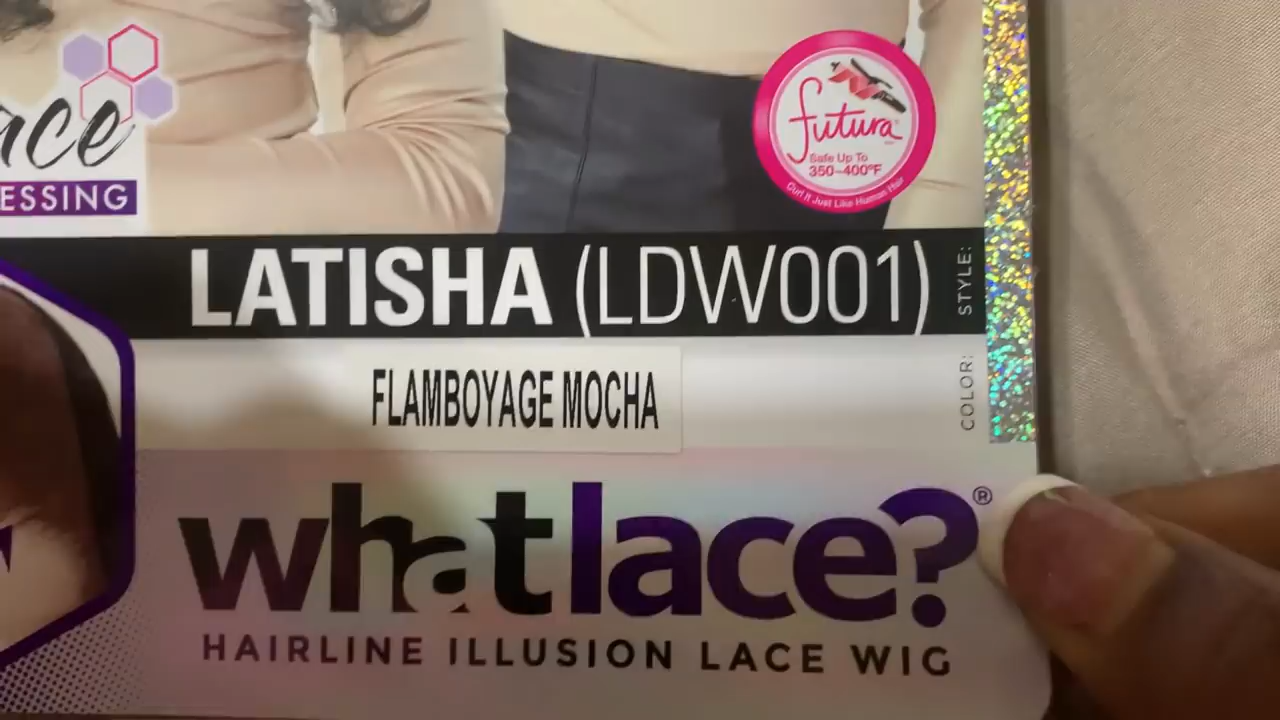 futura
Safe Up To
350-400°F
Curl It Just Like Human Hair
ace
ESSING
LATISHA (LDW001)
STYLE:
FLAMBOYAGE MOCHA
COLOR:
whatlace?®
HAIRLINE ILLUSION LACE WIG